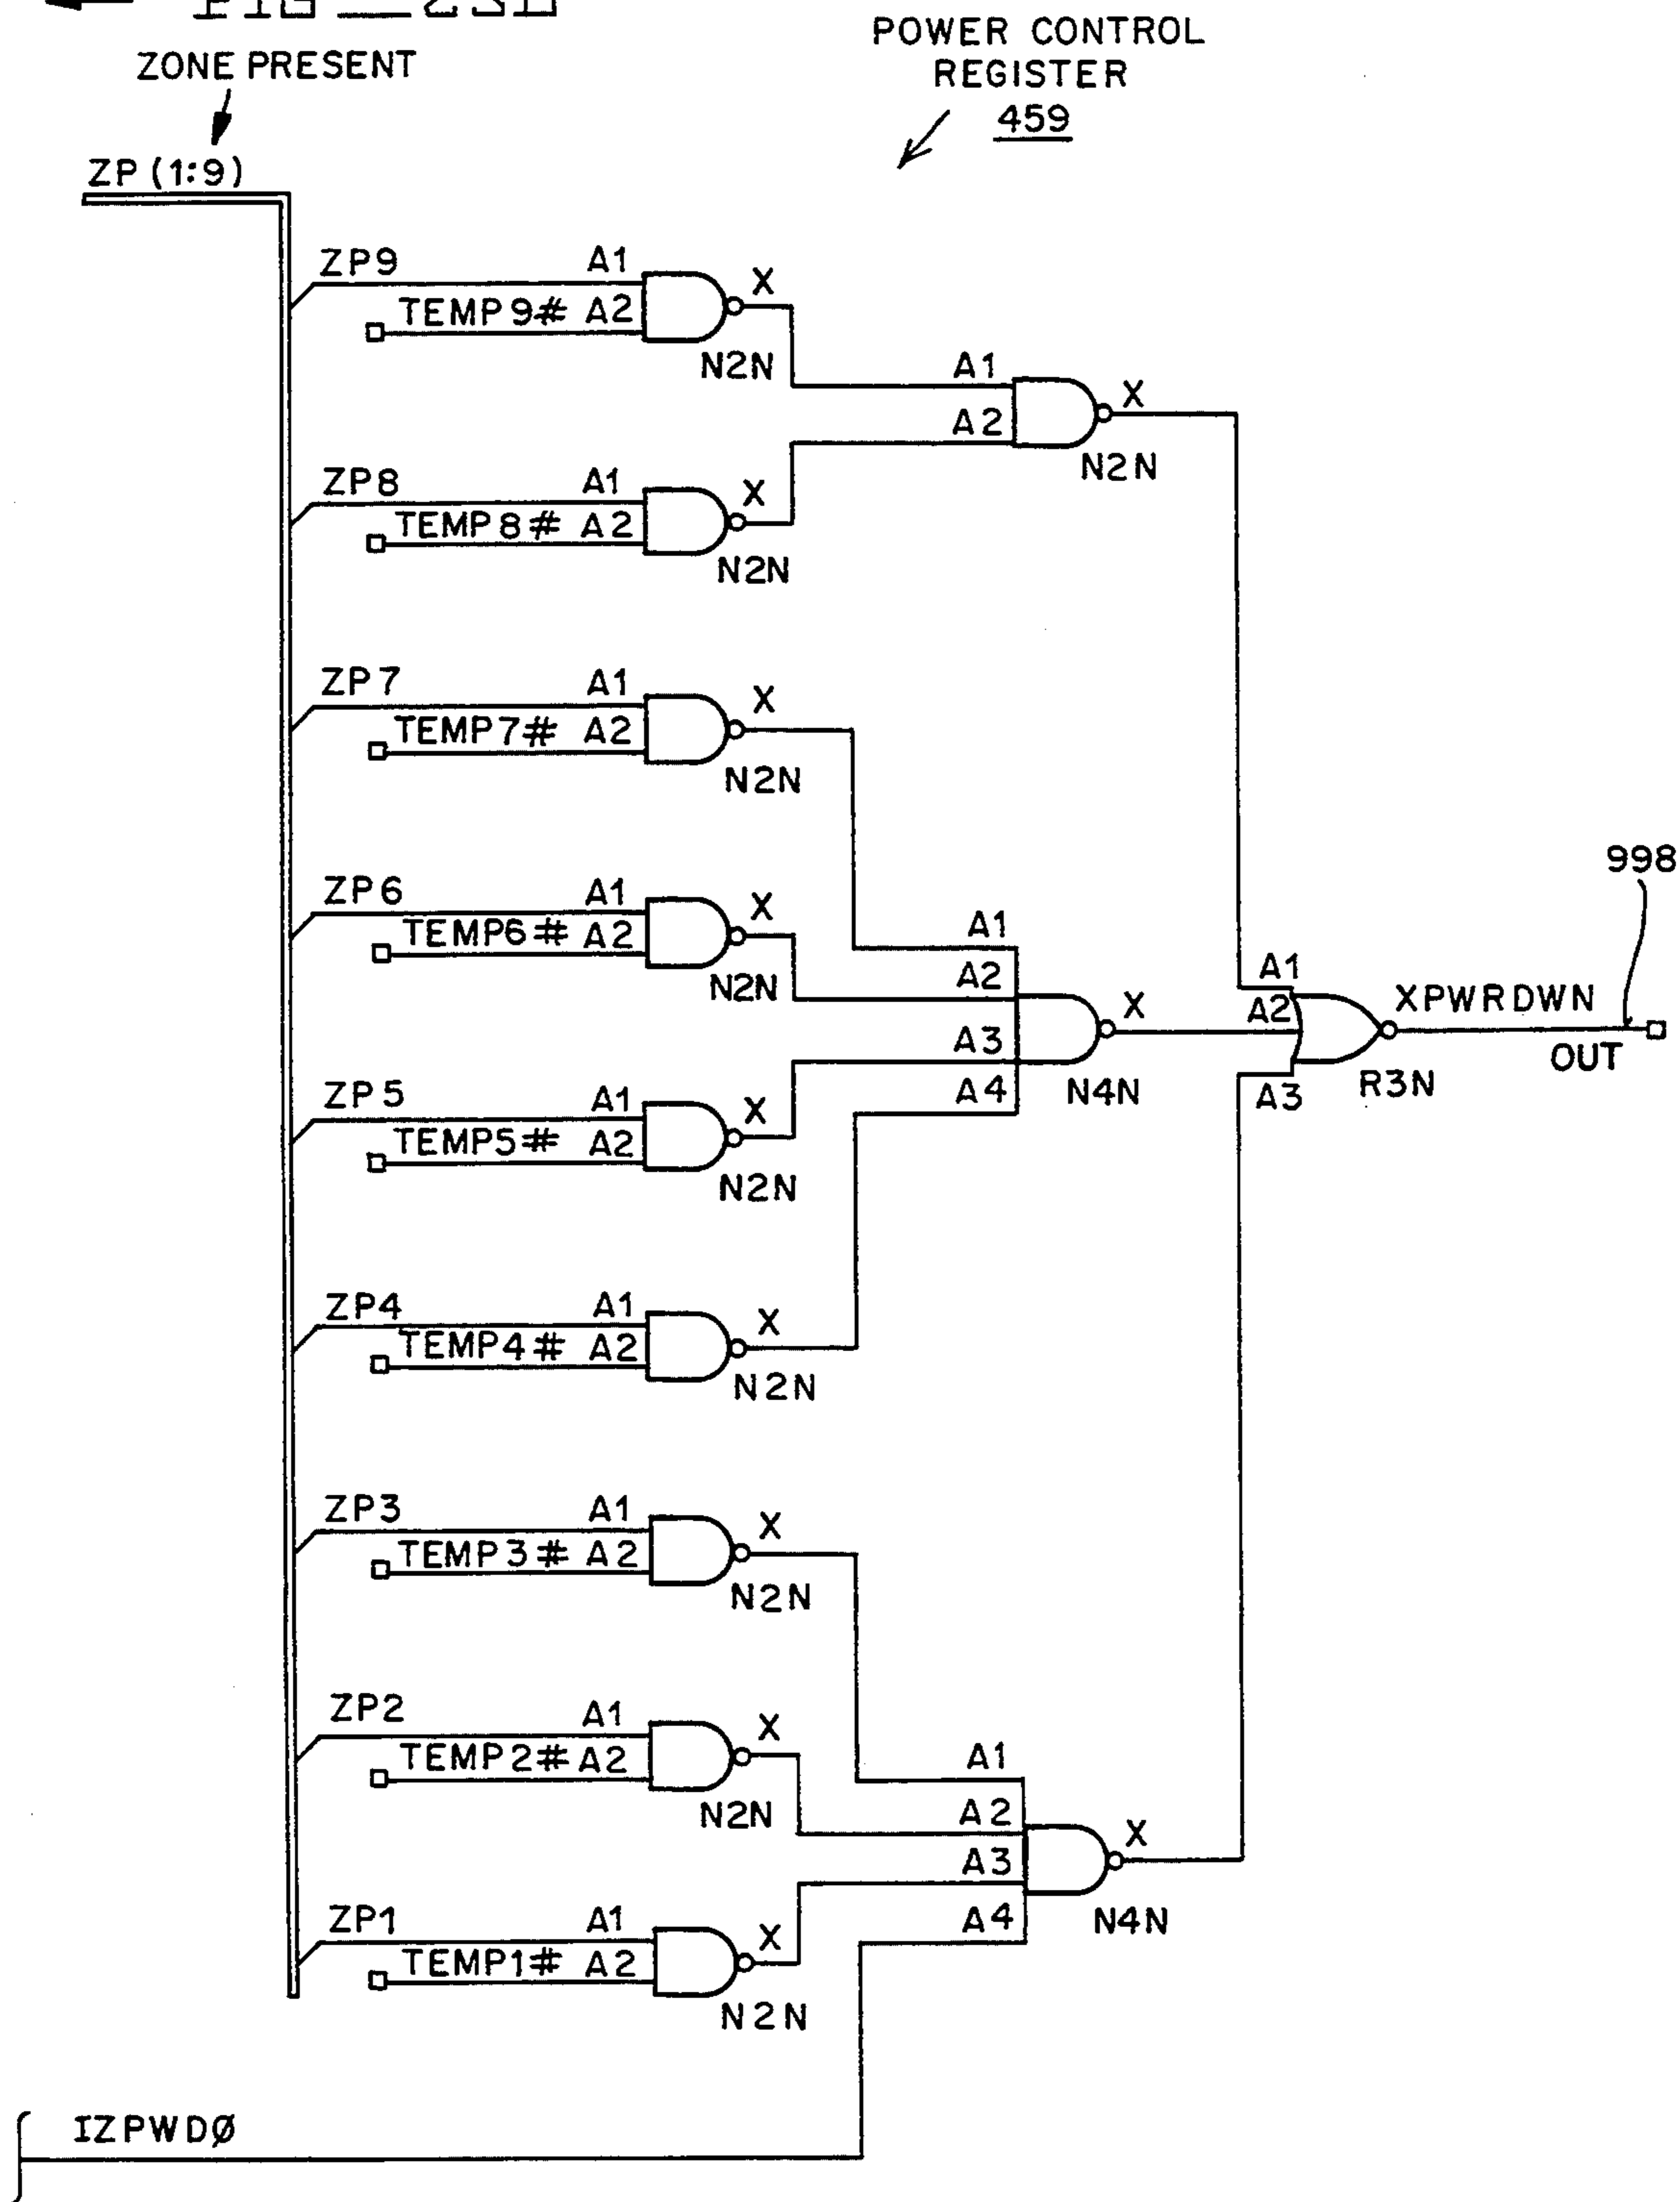 ZONE PRESENT
POWER CONTROL
REGISTER
459
ZP (1:9)
ZP9 A1 X
TEMP9# A2
N2N
A1 X
A2
N2N
ZP8 A1 X
TEMP8# A2
N2N
ZP7 A1 X
TEMP7# A2
N2N
ZP6 A1 X
TEMP6# A2
N2N
A1
A2 X
A3
A4
N4N
998
A1
A2
A3
XPWRDWN
OUT
R3N
ZP5 A1 X
TEMP5# A2
N2N
ZP4 A1 X
TEMP4# A2
N2N
ZP3 A1 X
TEMP3# A2
N2N
ZP2 A1 X
TEMP2# A2
N2N
A1
A2 X
A3
A4
N4N
ZP1 A1 X
TEMP1# A2
N2N
IZPWDØ